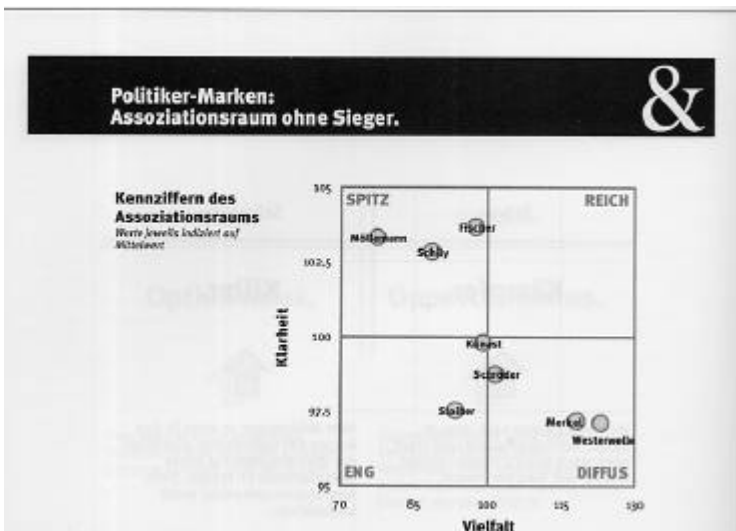 Politiker-Marken:
Assoziationsraum ohne Sieger.
&
Kennziffern des
Assoziationsraums
Werte jeweils indiziert auf
Mittelwert
105
SPITZ
REICH
Fischer
Möllemann
Schily
102.5
Klarheit
100
Künast
Schröder
Stoiber
97.5
Merkel
Westerwelle
ENG
DIFFUS
95
70
85
100
115
130
Vielfalt